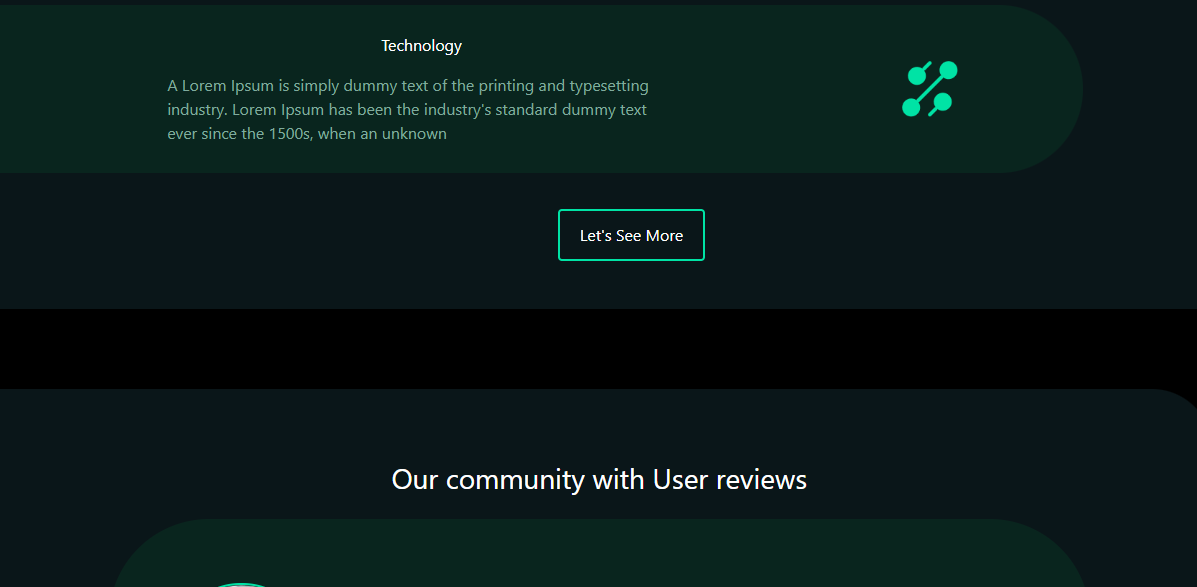 Technology
A Lorem Ipsum is simply dummy text of the printing and typesetting
industry. Lorem Ipsum has been the industry's standard dummy text
ever since the 1500s, when an unknown
Let's See More
Our community with User reviews